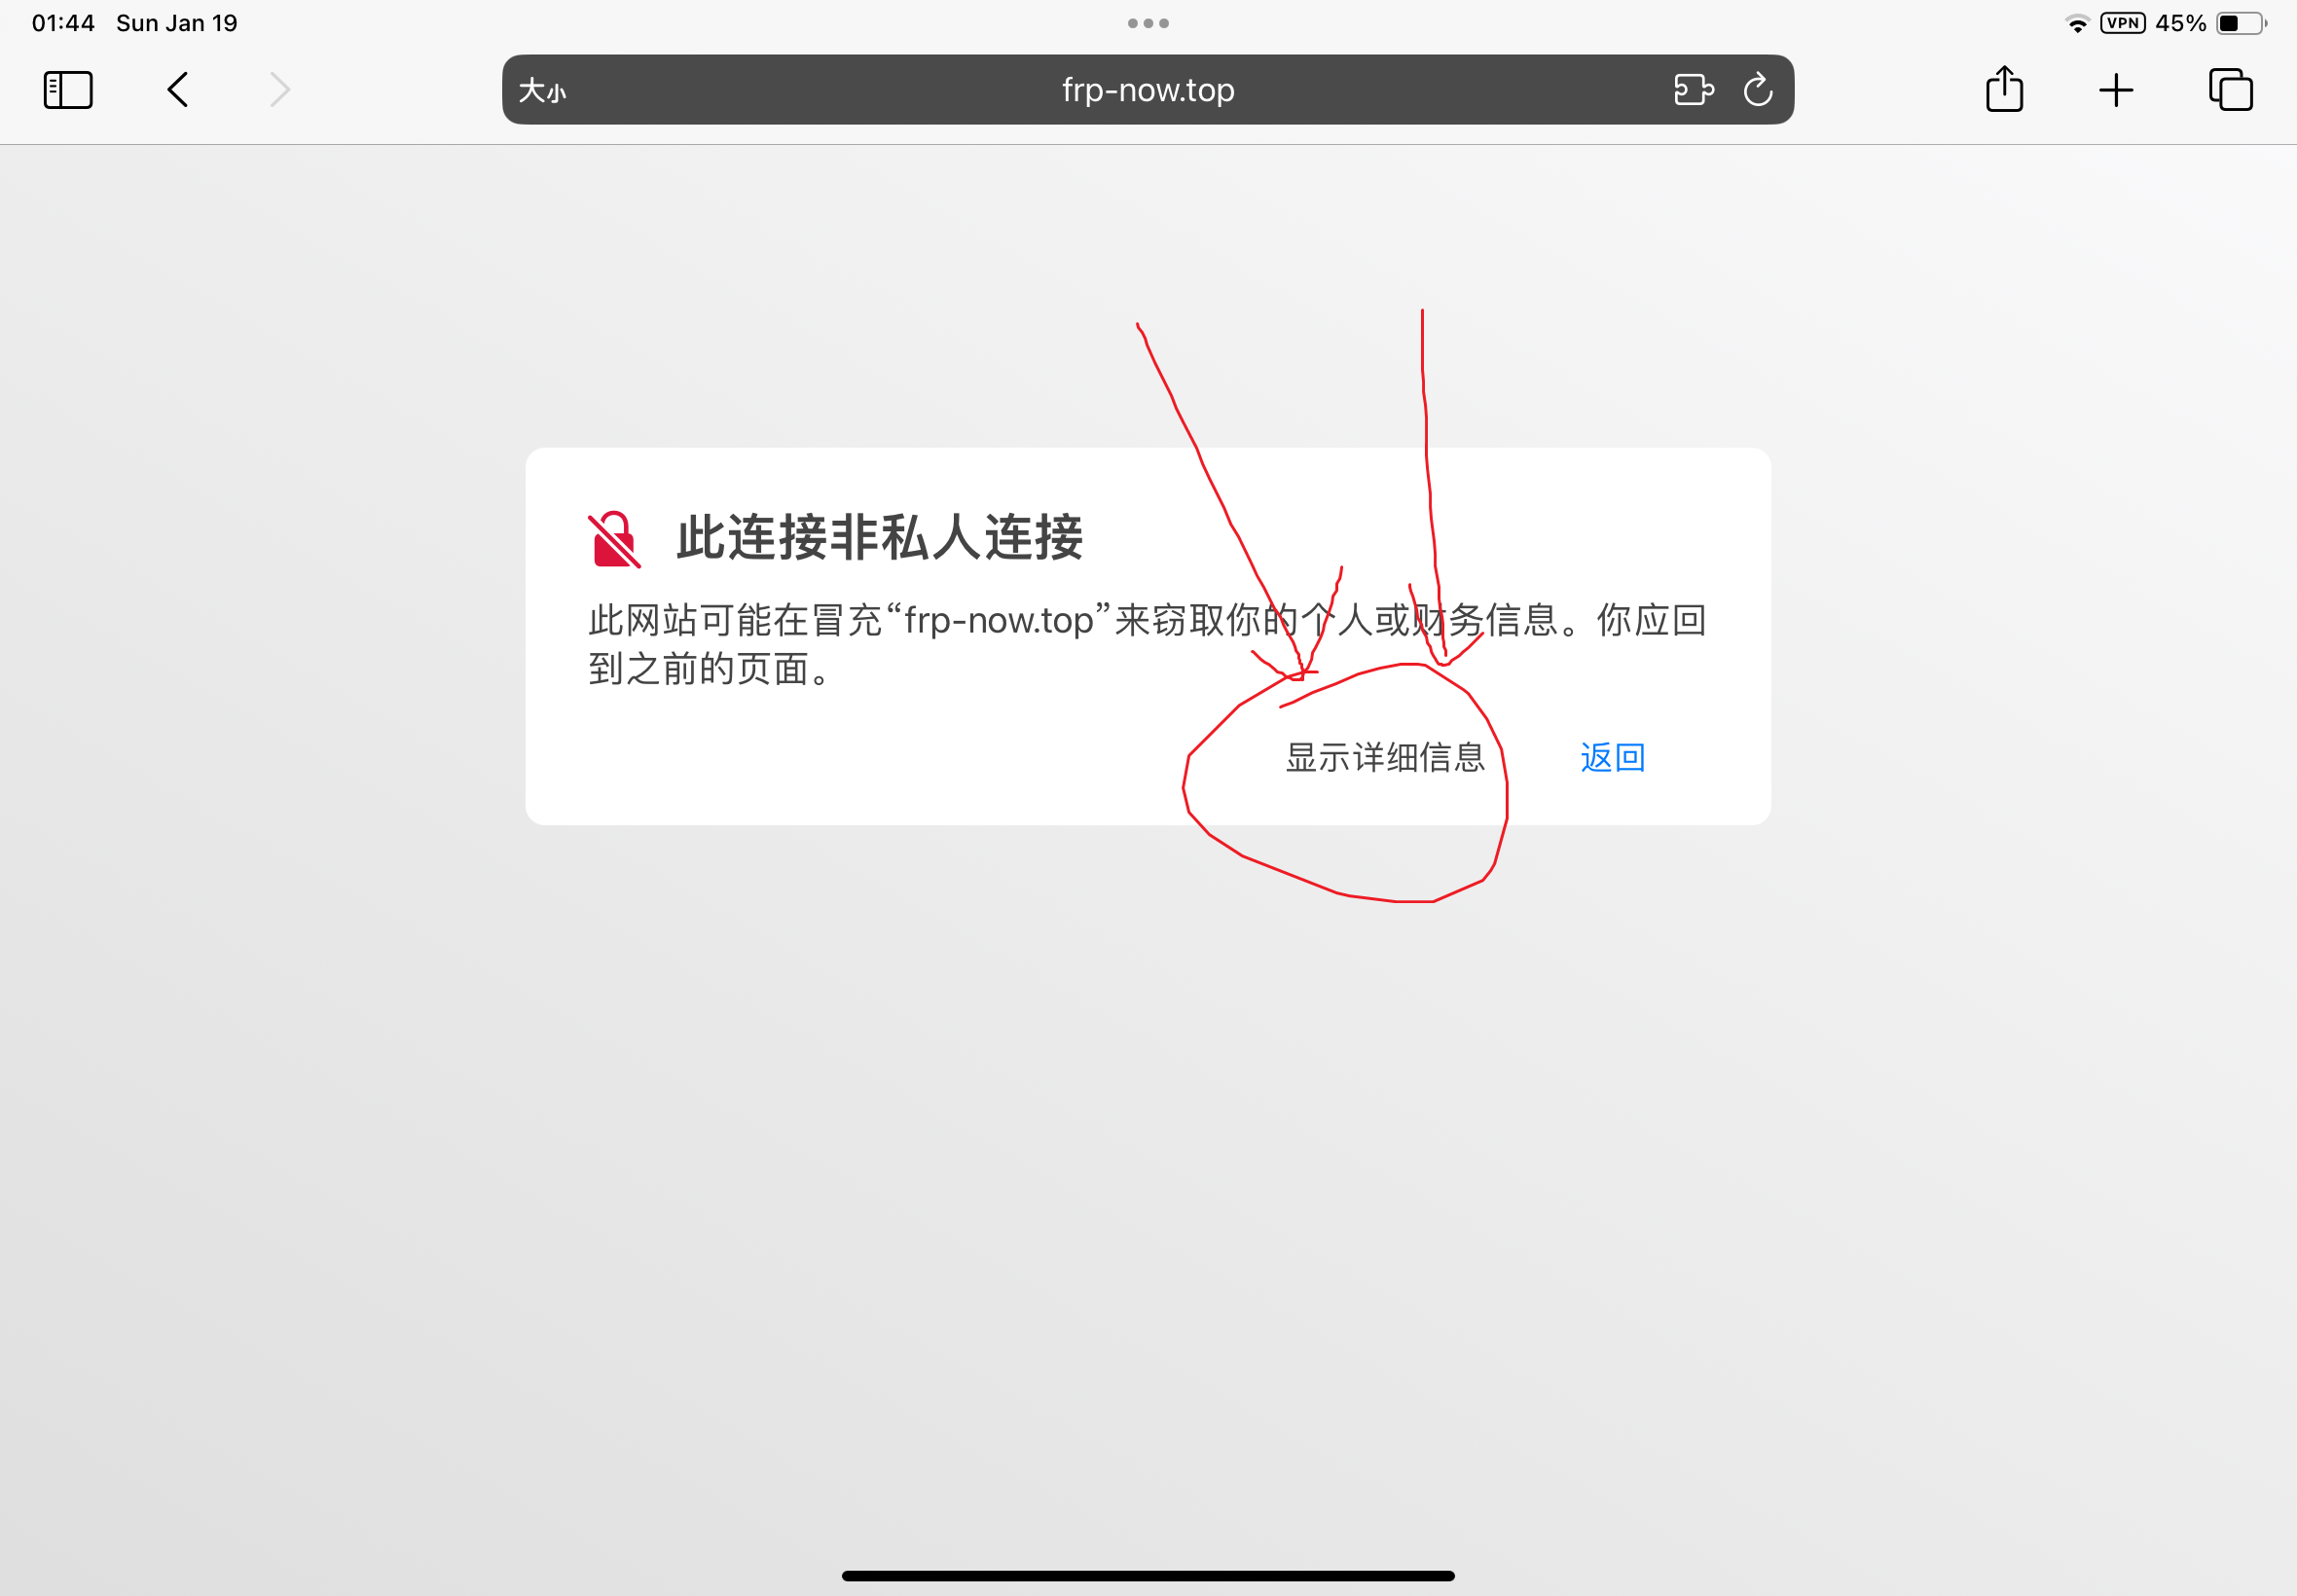 01:44 Sun Jan 19
VPN 45%
大小 frp-now.top
此连接非私人连接
此网站可能在冒充“frp-now.top”来窃取你的个人或财务信息。你应回
到之前的页面。
显示详细信息 返回